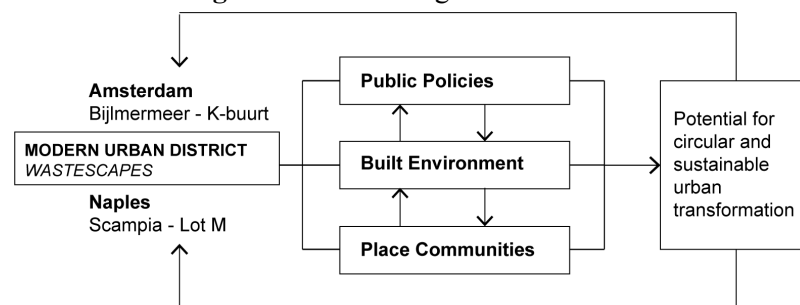 Amsterdam
Bijlmermeer - K-buurt
MODERN URBAN DISTRICT
WASTESCAPES
Naples
Scampia - Lot M
Public Policies
Built Environment
Place Communities
Potential for
circular and
sustainable
urban
transformation